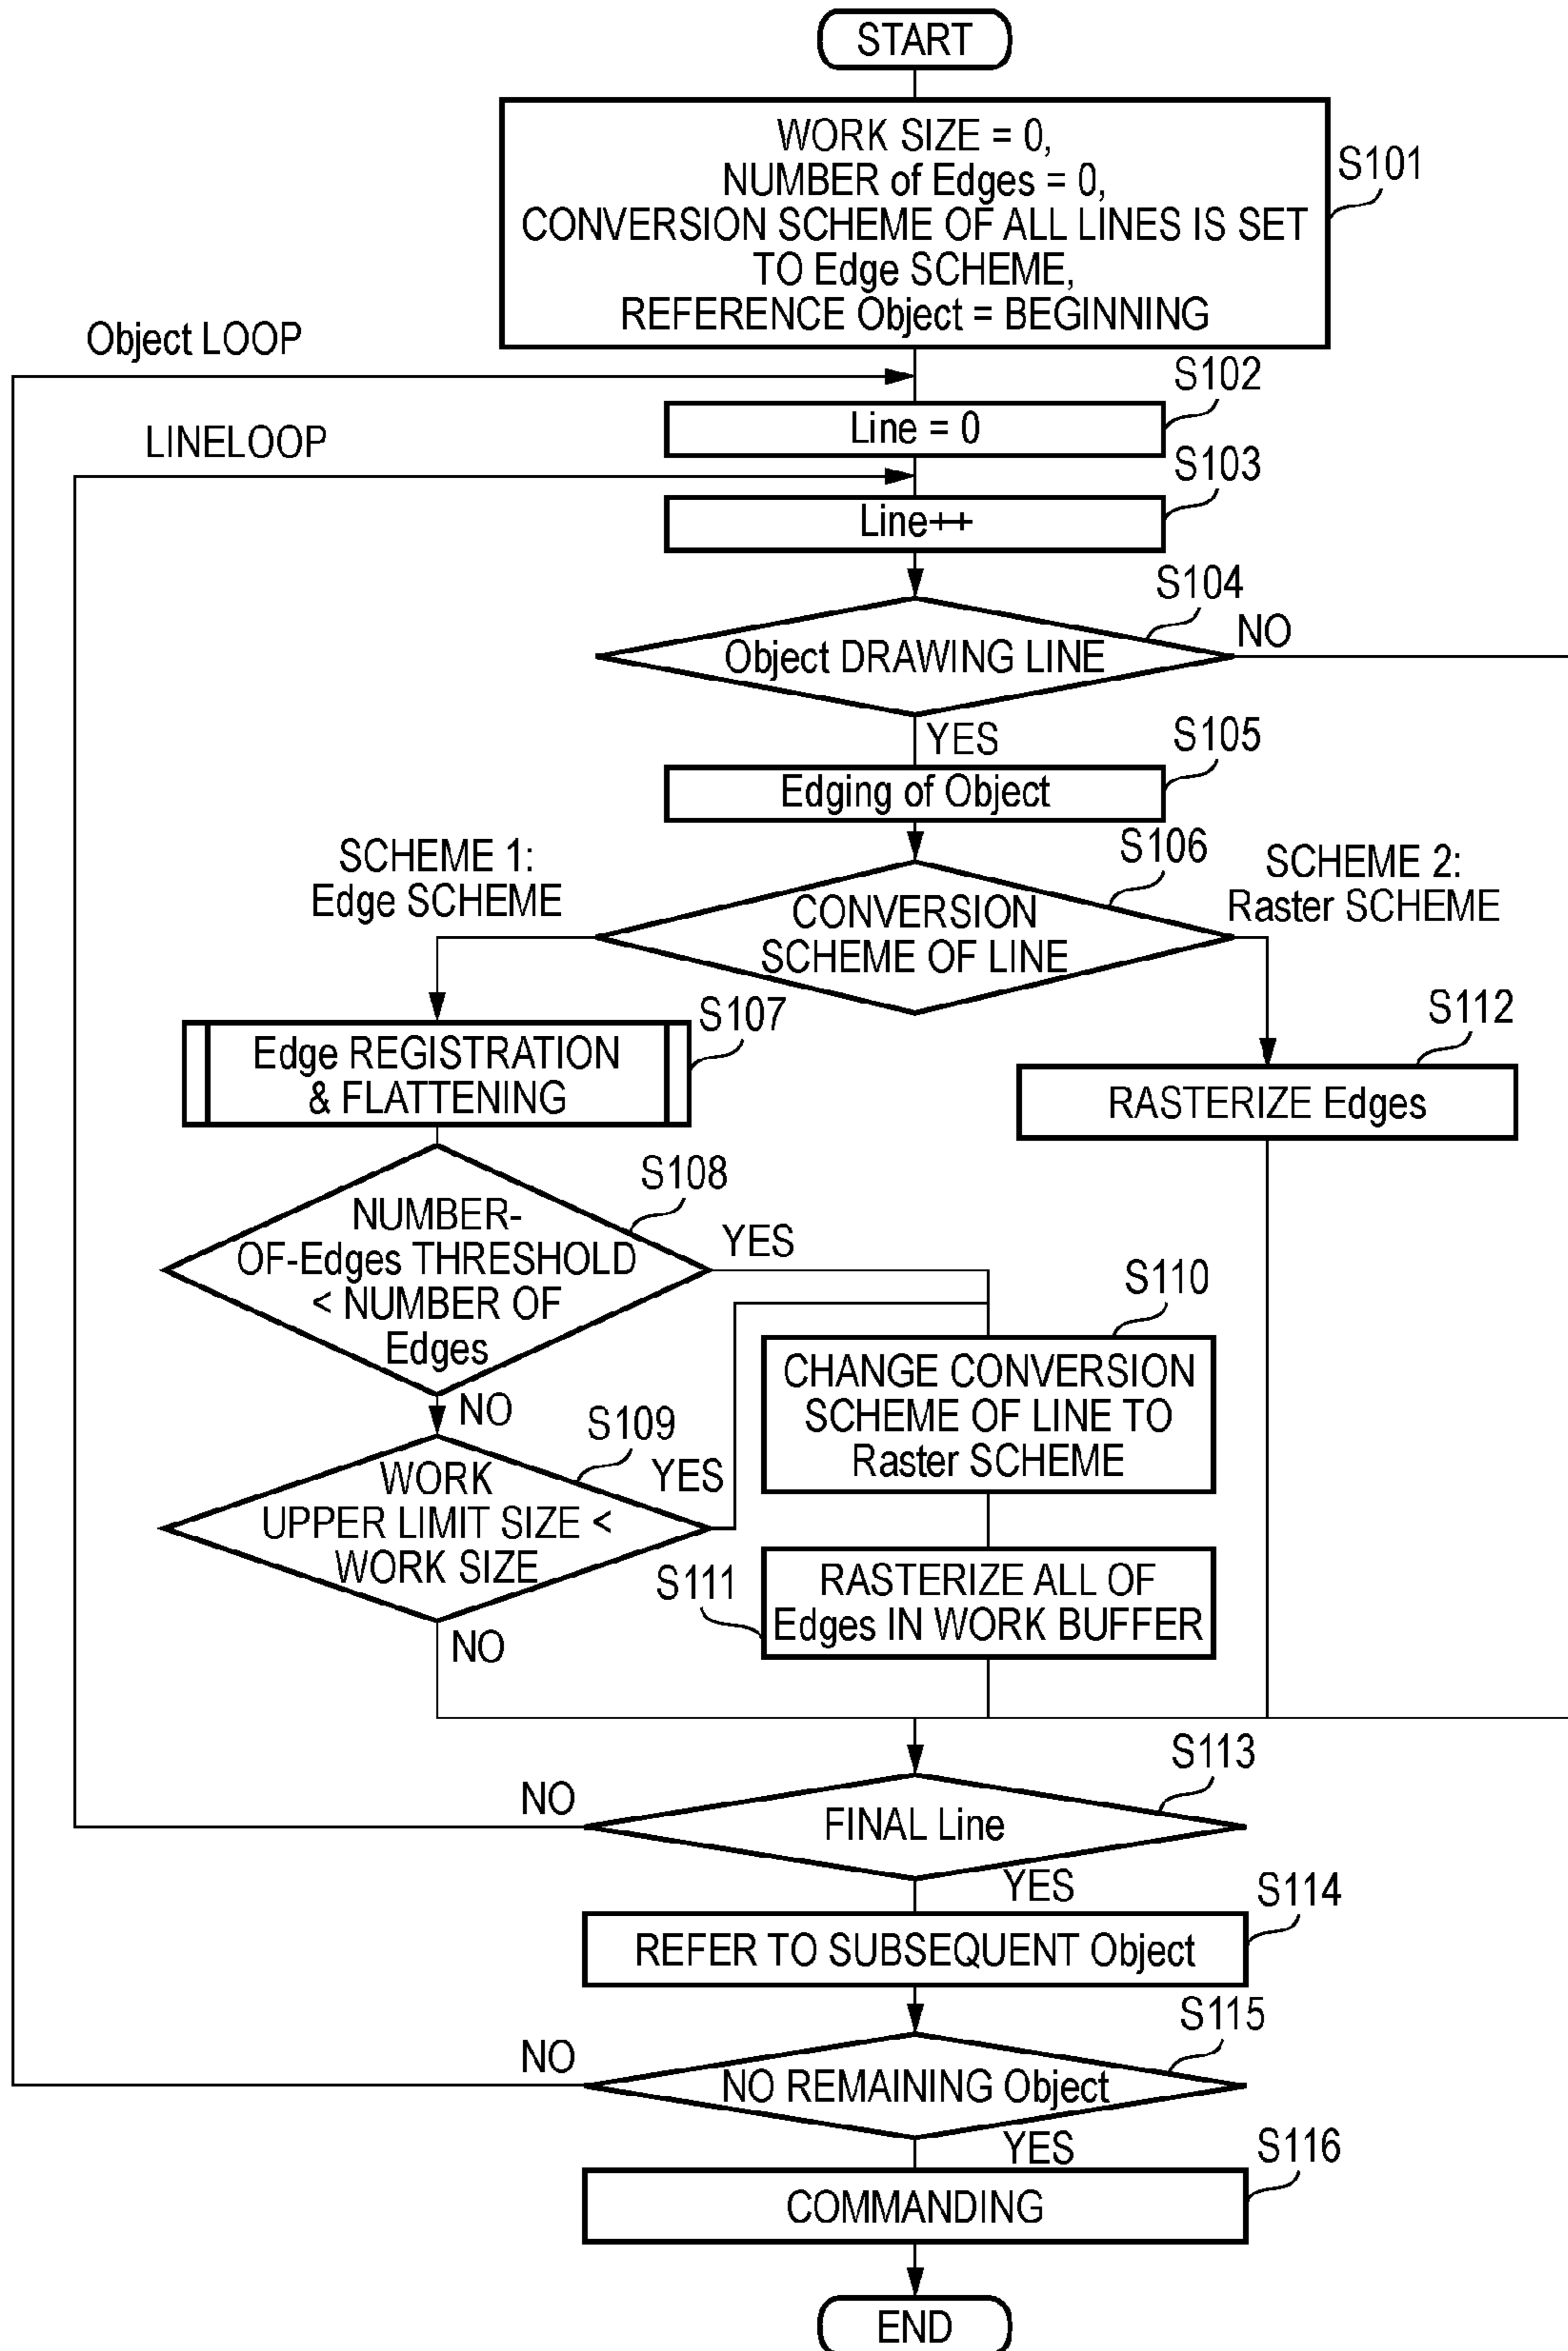 START
WORK SIZE = 0,
NUMBER of Edges = 0,
CONVERSION SCHEME OF ALL LINES IS SET
TO Edge SCHEME,
REFERENCE Object = BEGINNING
S101
Object LOOP
S102
Line = 0
LINELOOP
S103
Line++
S104
Object DRAWING LINE
NO
YES
S105
Edging of Object
S106
SCHEME 1:
Edge SCHEME
CONVERSION
SCHEME OF LINE
SCHEME 2:
Raster SCHEME
S107
Edge REGISTRATION
& FLATTENING
S112
RASTERIZE Edges
S108
NUMBER-
OF-Edges THRESHOLD
< NUMBER OF
Edges
YES
NO
S110
CHANGE CONVERSION
SCHEME OF LINE TO
Raster SCHEME
S109
WORK
UPPER LIMIT SIZE <
WORK SIZE
YES
NO
S111
RASTERIZE ALL OF
Edges IN WORK BUFFER
S113
FINAL Line
NO
YES
S114
REFER TO SUBSEQUENT Object
S115
NO REMAINING Object
NO
YES
S116
COMMANDING
END